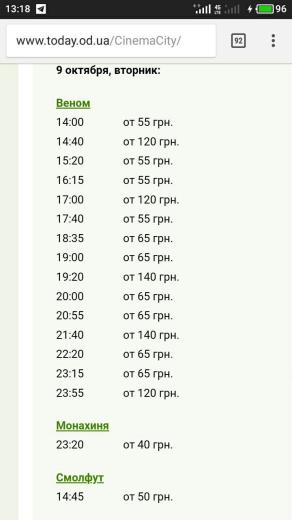 13:18 4G 96
www.today.od.ua/CinemaCity/ 92
9 октября, вторник:
Веном
14:00 от 55 грн.
14:40 от 120 грн.
15:20 от 55 грн.
16:15 от 55 грн.
17:00 от 120 грн.
17:40 от 55 грн.
18:35 от 65 грн.
19:00 от 65 грн.
19:20 от 140 грн.
20:00 от 65 грн.
20:55 от 65 грн.
21:40 от 140 грн.
22:20 от 65 грн.
23:15 от 65 грн.
23:55 от 120 грн.
Монахиня
23:20 от 40 грн.
Смолфут
14:45 от 50 грн.